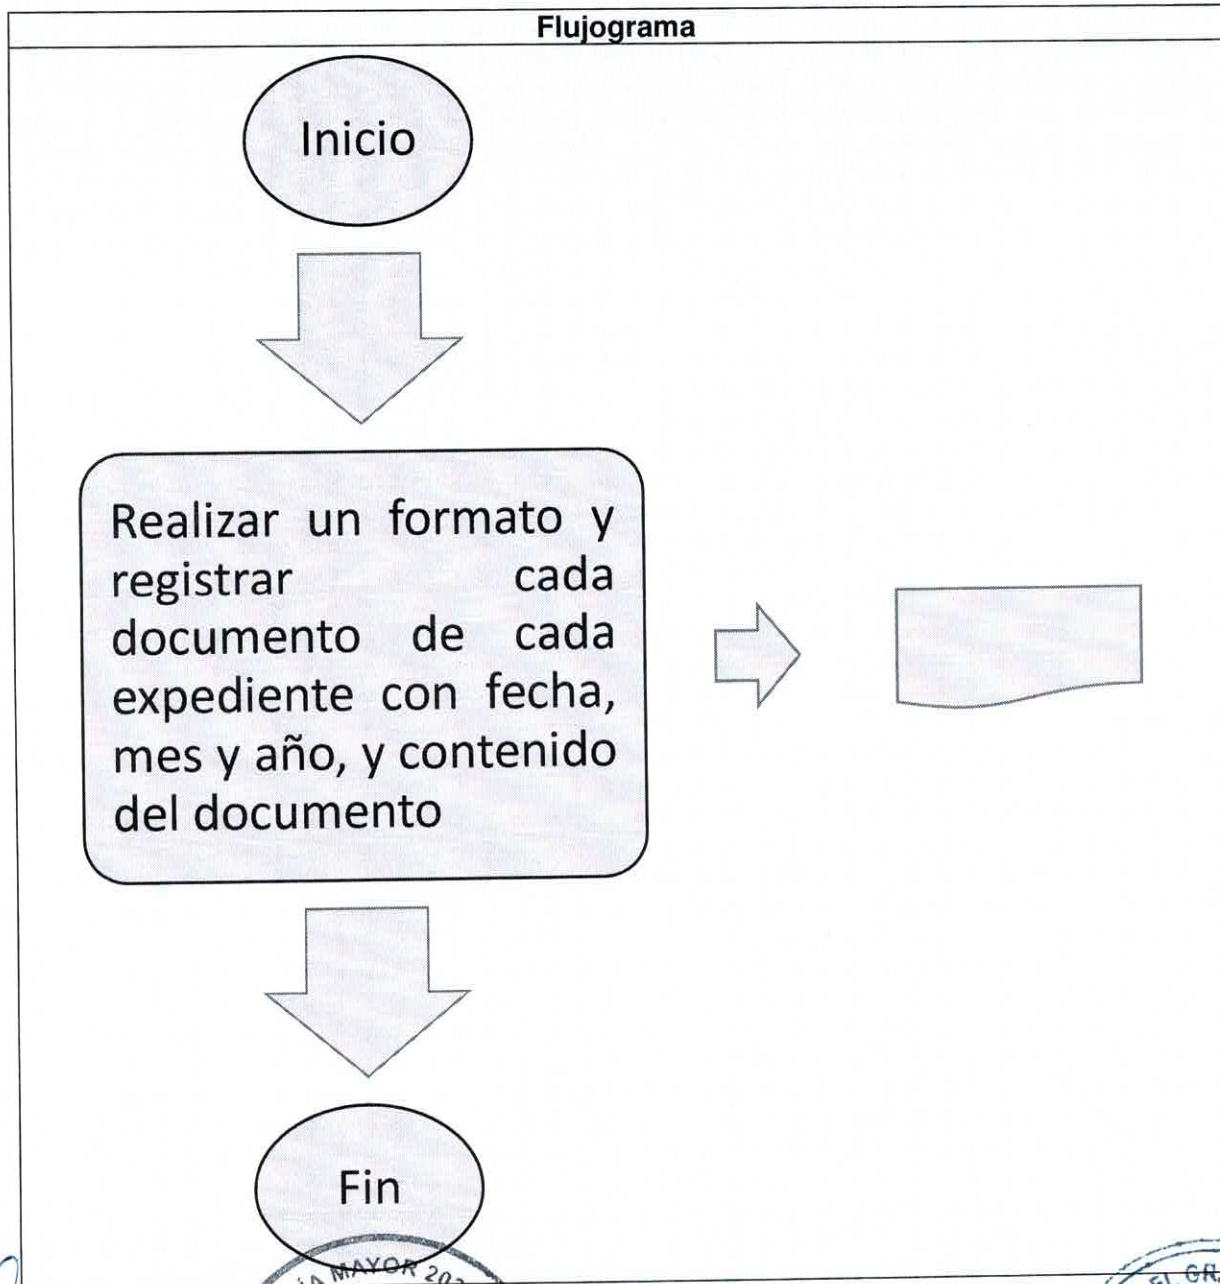 Flujograma
Inicio
Realizar un formato y
registrar cada
documento de cada
expediente con fecha,
mes y año, y contenido
del documento
Fin
MAYOR